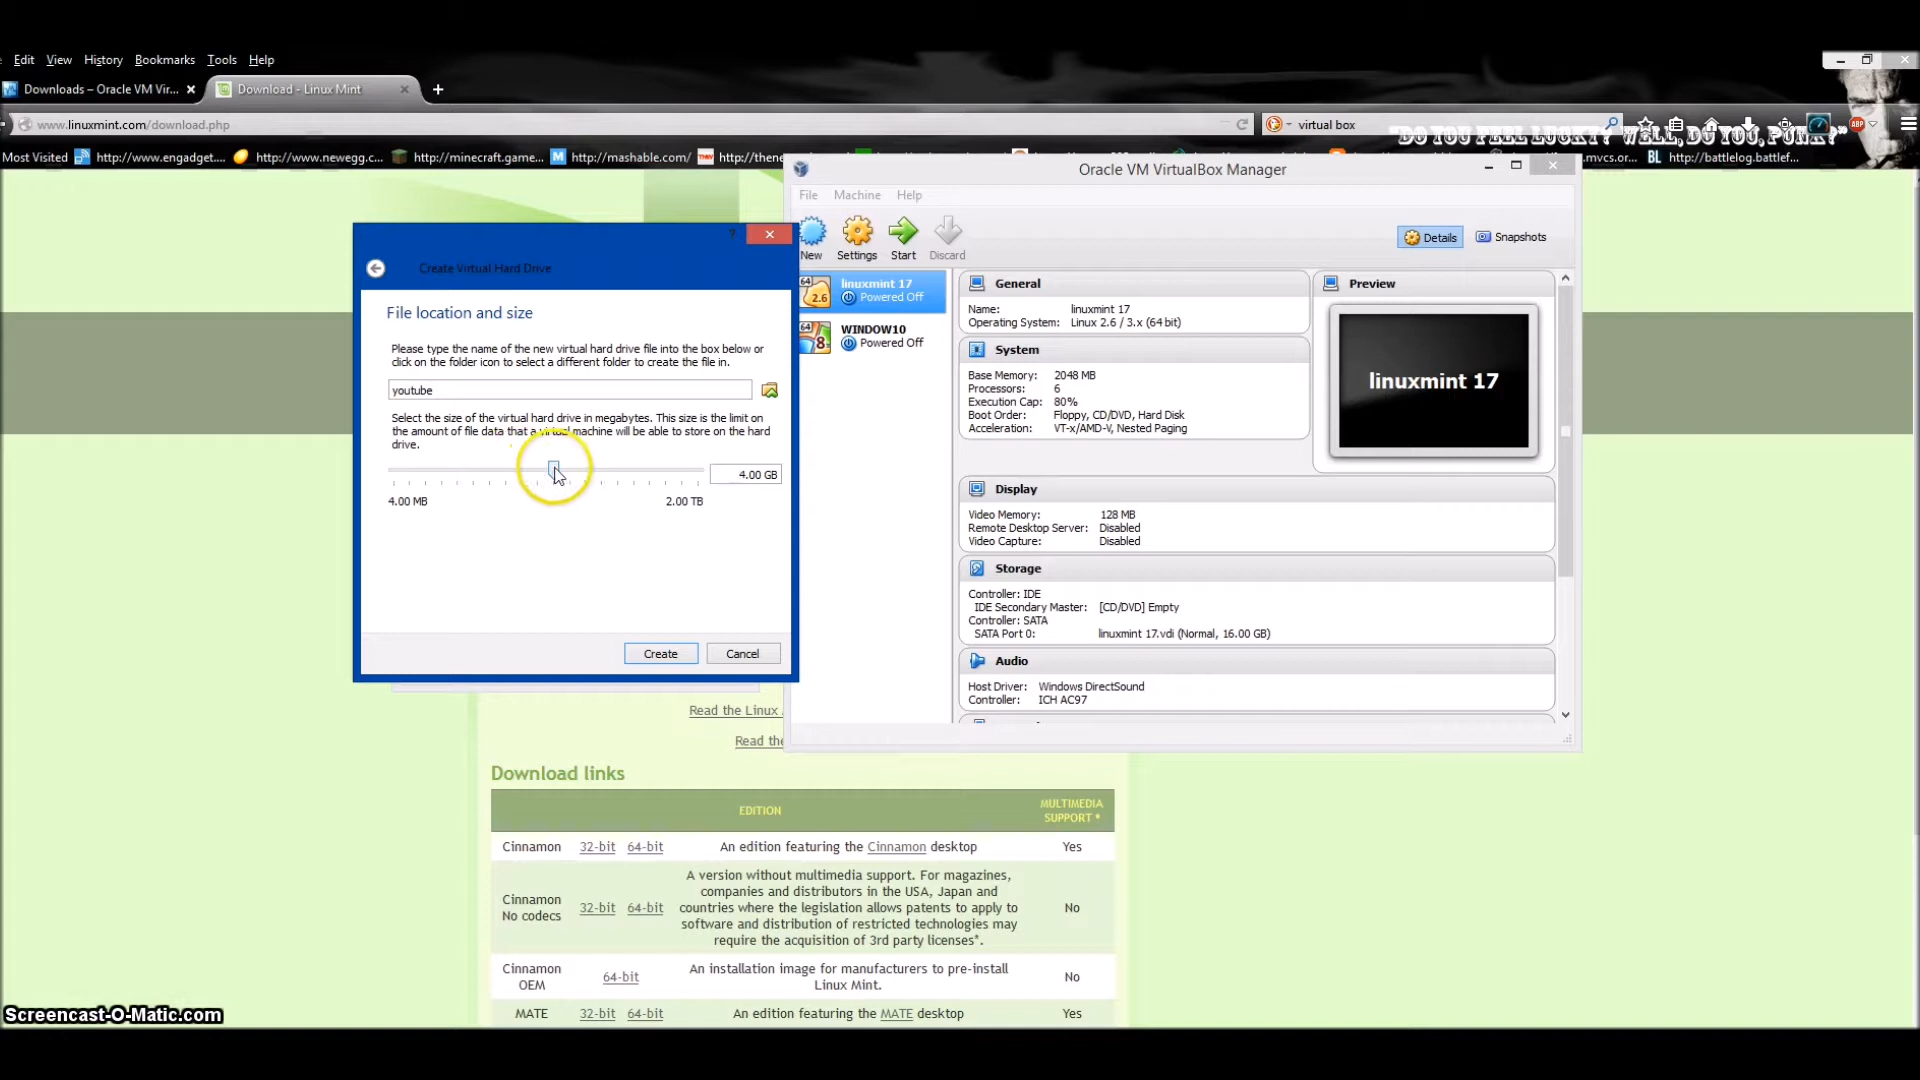 Edit View History Bookmarks Tools Help
Downloads – Oracle VM Vir... Download - Linux Mint
www.linuxmint.com/download.php
virtual box
"DO YOU FEEL LUCKY? WELL, DO YOU, PUNK?"
Most Visited http://www.engadget.... http://www.newegg.c... http://minecraft.game... http://mashable.com/ http://thene
.mvcs.or... BL http://battlelog.battlef...
Oracle VM VirtualBox Manager
File Machine Help
New Settings Start Discard
Details Snapshots
linuxmint 17
Powered Off
WINDOW10
Powered Off
General
Name: linuxmint 17
Operating System: Linux 2.6 / 3.x (64 bit)
System
Base Memory: 2048 MB
Processors: 6
Execution Cap: 80%
Boot Order: Floppy, CD/DVD, Hard Disk
Acceleration: VT-x/AMD-V, Nested Paging
Preview
linuxmint 17
Display
Video Memory: 128 MB
Remote Desktop Server: Disabled
Video Capture: Disabled
Storage
Controller: IDE
IDE Secondary Master: [CD/DVD] Empty
Controller: SATA
SATA Port 0: linuxmint 17.vdi (Normal, 16.00 GB)
Audio
Host Driver: Windows DirectSound
Controller: ICH AC97
Create Virtual Hard Drive
File location and size
Please type the name of the new virtual hard drive file into the box below or
click on the folder icon to select a different folder to create the file in.
youtube
Select the size of the virtual hard drive in megabytes. This size is the limit on
the amount of file data that a virtual machine will be able to store on the hard
drive.
4.00 GB
4.00 MB 2.00 TB
Create Cancel
Read the Linux
Read the
Download links
EDITION
MULTIMEDIA
SUPPORT *
Cinnamon 32-bit 64-bit An edition featuring the Cinnamon desktop Yes
Cinnamon
No codecs
32-bit 64-bit
A version without multimedia support. For magazines,
companies and distributors in the USA, Japan and
countries where the legislation allows patents to apply to
software and distribution of restricted technologies may
require the acquisition of 3rd party licenses*.
No
Cinnamon
OEM
64-bit
An installation image for manufacturers to pre-install
Linux Mint.
No
MATE 32-bit 64-bit An edition featuring the MATE desktop Yes
Screencast-O-Matic.com